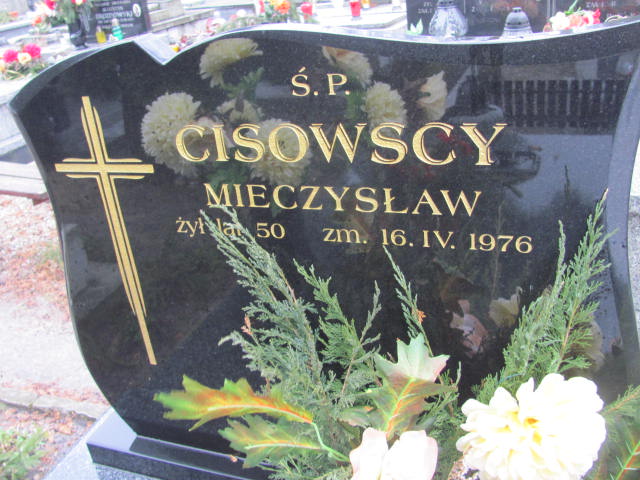 Ś.P.
CISOWSCY
MIECZYSŁAW
żył lat 50 zm. 16.IV.1976